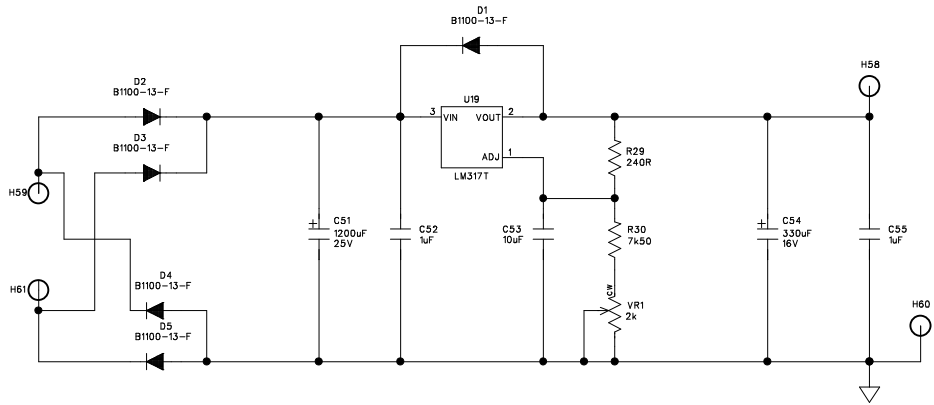 D1
B1100-13-F
H58
D2
B1100-13-F
U19
3
VIN
VOUT
2
D3
B1100-13-F
ADJ
1
R29
240R
LM317T
H59
C51
1200uF
25V
C52
1uF
C53
10uF
R30
7k50
C54
330uF
16V
C55
1uF
D4
B1100-13-F
H61
CW
VR1
2k
H60
D5
B1100-13-F